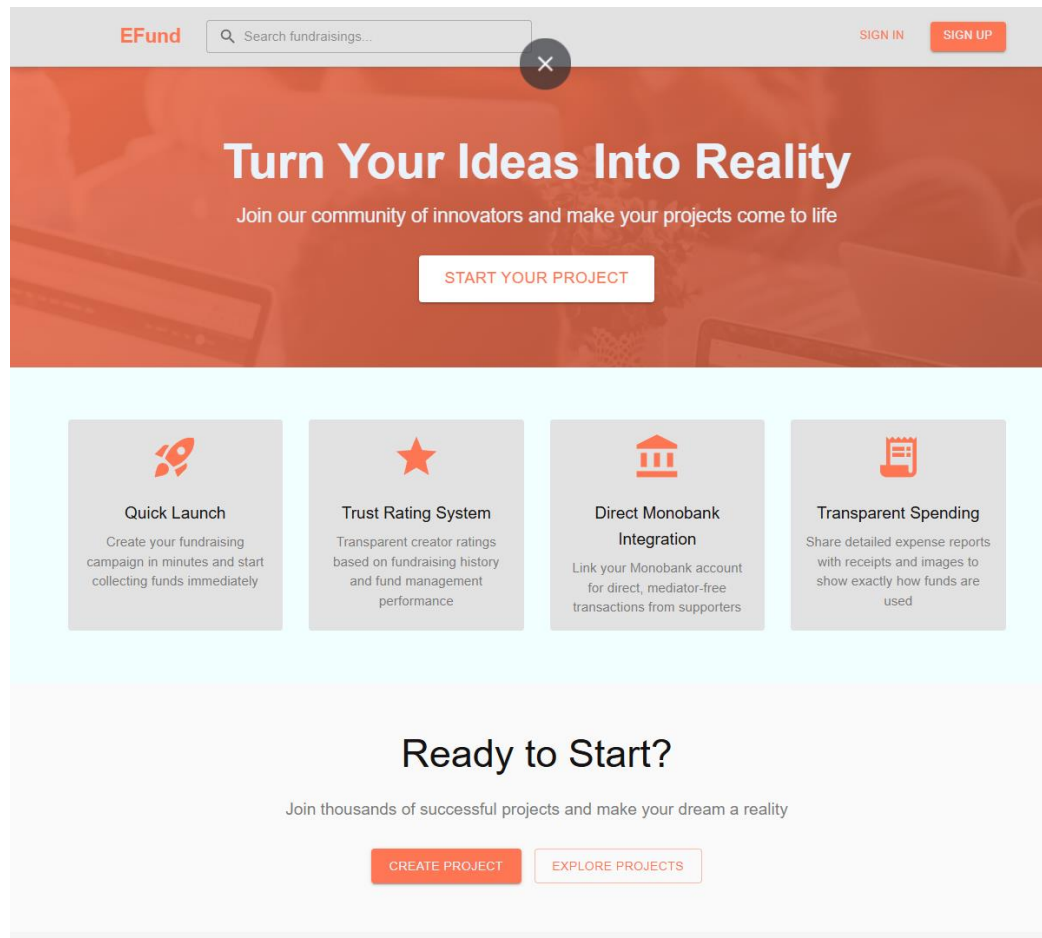 EFund
Search fundraisings...
SIGN IN
SIGN UP
Turn Your Ideas Into Reality
Join our community of innovators and make your projects come to life
START YOUR PROJECT
Quick Launch
Create your fundraising
campaign in minutes and start
collecting funds immediately
Trust Rating System
Transparent creator ratings
based on fundraising history
and fund management
performance
Direct Monobank
Integration
Link your Monobank account
for direct, mediator-free
transactions from supporters
Transparent Spending
Share detailed expense reports
with receipts and images to
show exactly how funds are
used
Ready to Start?
Join thousands of successful projects and make your dream a reality
CREATE PROJECT
EXPLORE PROJECTS